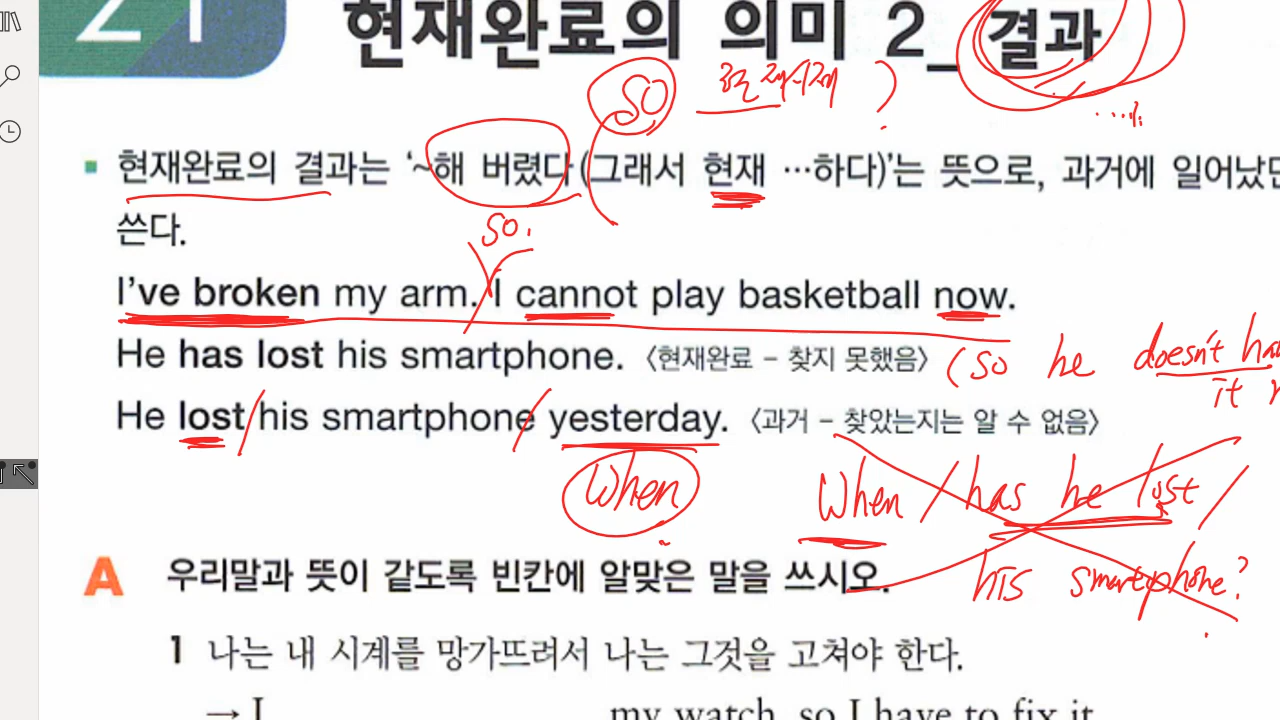 21
현재완료의 의미 2_결과
so 현재시제
현재완료의 결과는 '~해 버렸다(그래서 현재 …하다)'는 뜻으로, 과거에 일어났던
쓴다.
so.
I've broken my arm. I cannot play basketball now.
He has lost his smartphone. 〈현재완료 – 찾지 못했음〉 (so he doesn't ha
it
He lost his smartphone yesterday. 〈과거 – 찾았는지는 알 수 없음〉
When When has he lost
his smartphone?
A 우리말과 뜻이 같도록 빈칸에 알맞은 말을 쓰시오.
1 나는 내 시계를 망가뜨려서 나는 그것을 고쳐야 한다.
→ I my watch, so I have to fix it